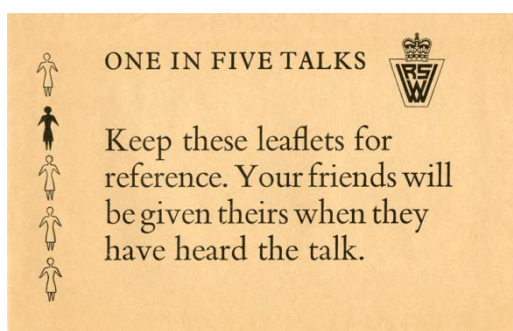 ONE IN FIVE TALKS
WRVS
Keep these leaflets for
reference. Your friends will
be given theirs when they
have heard the talk.